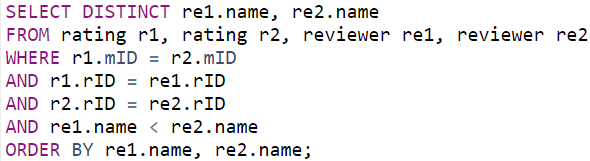 SELECT DISTINCT re1.name, re2.name
FROM rating r1, rating r2, reviewer re1, reviewer re2
WHERE r1.mID = r2.mID
AND r1.rID = re1.rID
AND r2.rID = re2.rID
AND re1.name < re2.name
ORDER BY re1.name, re2.name;